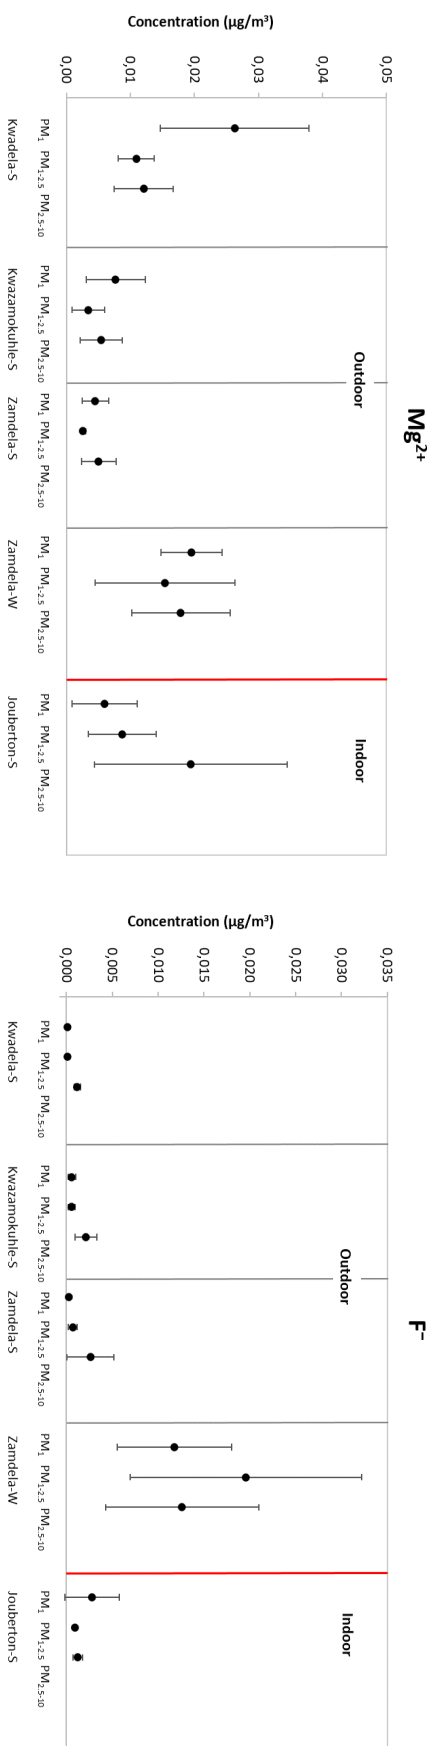 Mg²⁺
Concentration (µg/m³)
0,05
0,04
0,03
0,02
0,01
0,00
Outdoor
Indoor
PM₁ PM₁₋₂.₅ PM₂.₅₋₁₀ PM₁ PM₁₋₂.₅ PM₂.₅₋₁₀ PM₁ PM₁₋₂.₅ PM₂.₅₋₁₀ PM₁ PM₁₋₂.₅ PM₂.₅₋₁₀ PM₁ PM₁₋₂.₅ PM₂.₅₋₁₀
Kwadela-S Kwazamokuhle-S Zamdela-S Zamdela-W Jouberton-S
F⁻
Concentration (µg/m³)
0,035
0,030
0,025
0,020
0,015
0,010
0,005
0,000
Outdoor
Indoor
PM₁ PM₁₋₂.₅ PM₂.₅₋₁₀ PM₁ PM₁₋₂.₅ PM₂.₅₋₁₀ PM₁ PM₁₋₂.₅ PM₂.₅₋₁₀ PM₁ PM₁₋₂.₅ PM₂.₅₋₁₀ PM₁ PM₁₋₂.₅ PM₂.₅₋₁₀
Kwadela-S Kwazamokuhle-S Zamdela-S Zamdela-W Jouberton-S